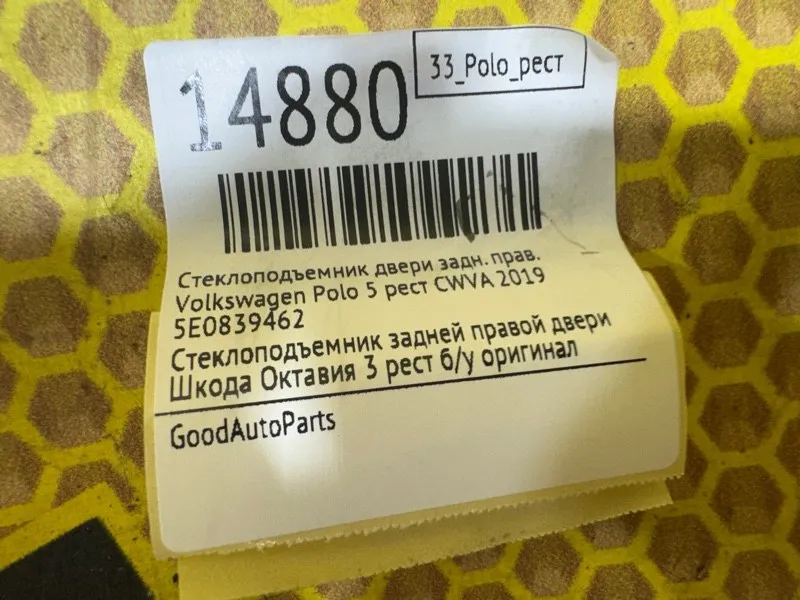 14880
33_Polo_рест
Стеклоподъемник двери задн. прав.
Volkswagen Polo 5 рест CWVA 2019
5E0839462
Стеклоподъемник задней правой двери
Шкода Октавия 3 рест б/у оригинал
GoodAutoParts